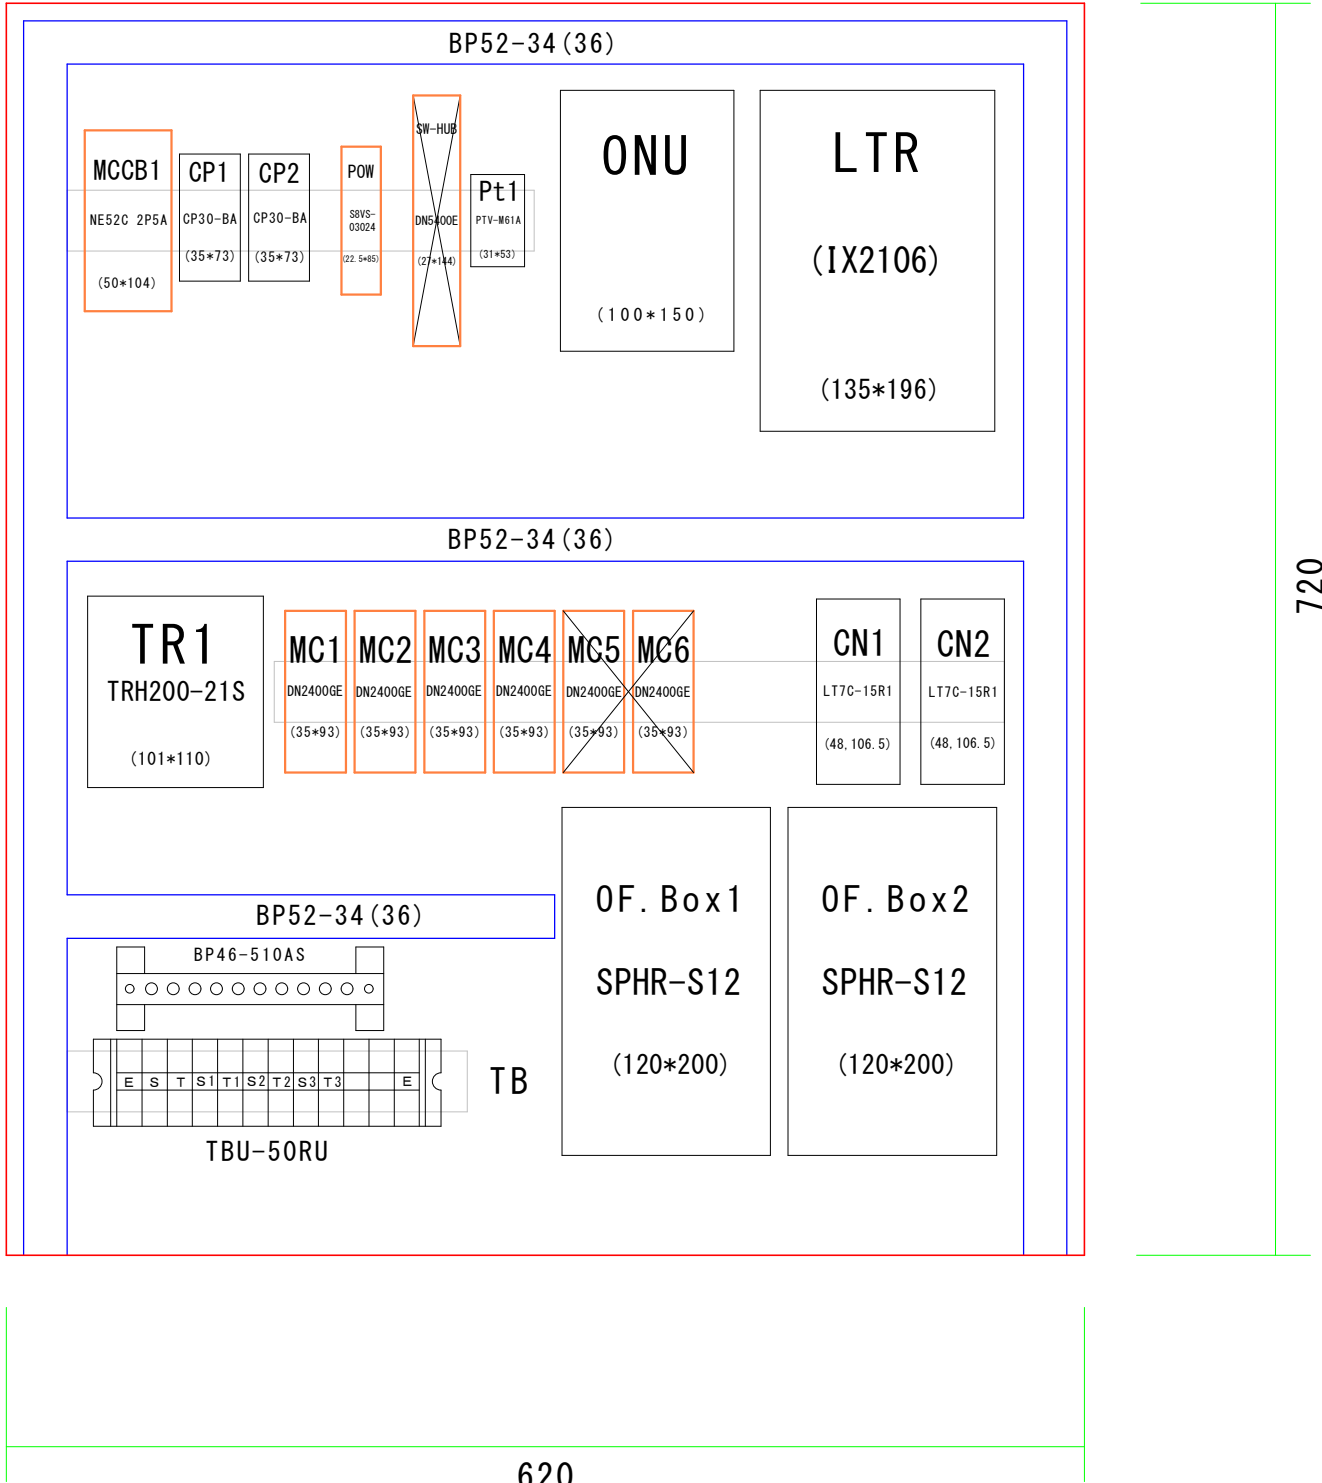 BP52-34(36)
MCCB1
NE52C 2P5A
(50*104)
CP1
CP30-BA
(35*73)
CP2
CP30-BA
(35*73)
POW
S8VS-
03024
(22.5*85)
SW-HUB
DN5400E
(27*144)
Pt1
PTV-M61A
(31*53)
ONU
(100*150)
LTR
(IX2106)
(135*196)
BP52-34(36)
TR1
TRH200-21S
(101*110)
MC1
DN2400GE
(35*93)
MC2
DN2400GE
(35*93)
MC3
DN2400GE
(35*93)
MC4
DN2400GE
(35*93)
MC5
DN2400GE
(35*93)
MC6
DN2400GE
(35*93)
CN1
LT7C-15R1
(48,106.5)
CN2
LT7C-15R1
(48,106.5)
BP52-34(36)
BP46-510AS
E S T S1 T1 S2 T2 S3 T3 E
TB
TBU-50RU
OF.Box1
SPHR-S12
(120*200)
OF.Box2
SPHR-S12
(120*200)
720
620